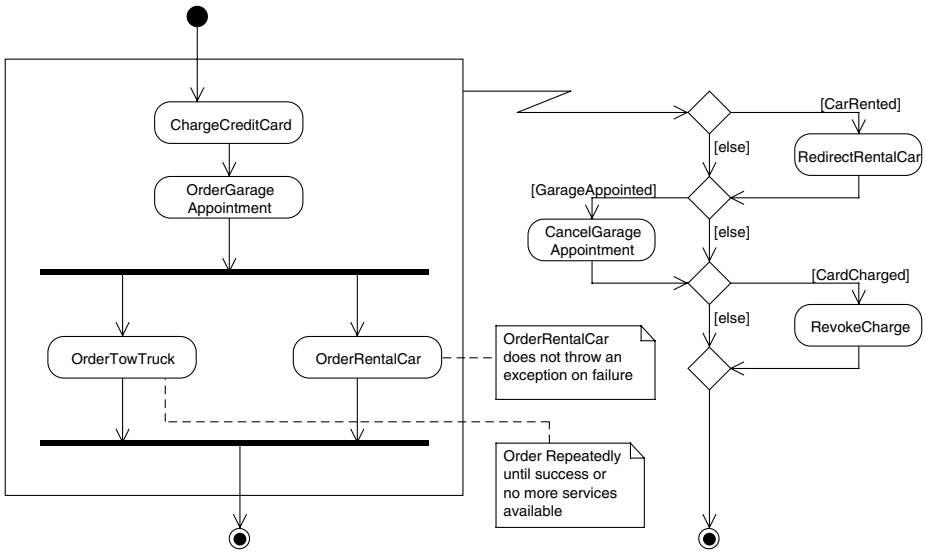 ChargeCreditCard
OrderGarage
Appointment
OrderTowTruck
OrderRentalCar
OrderRentalCar
does not throw an
exception on failure
Order Repeatedly
until success or
no more services
available
[CarRented]
RedirectRentalCar
[else]
[GarageAppointed]
CancelGarage
Appointment
[else]
[CardCharged]
RevokeCharge
[else]